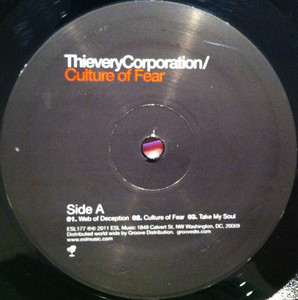 ThieveryCorporation/
Culture of Fear
Side A
01. Web of Deception 02. Culture of Fear 03. Take My Soul
ESL177 ℗© 2011 ESL Music 1849 Calvert St. NW Washington, DC. 20009
Distributed world wide by Groove Distribution. groovedis.com
www.eslmusic.com